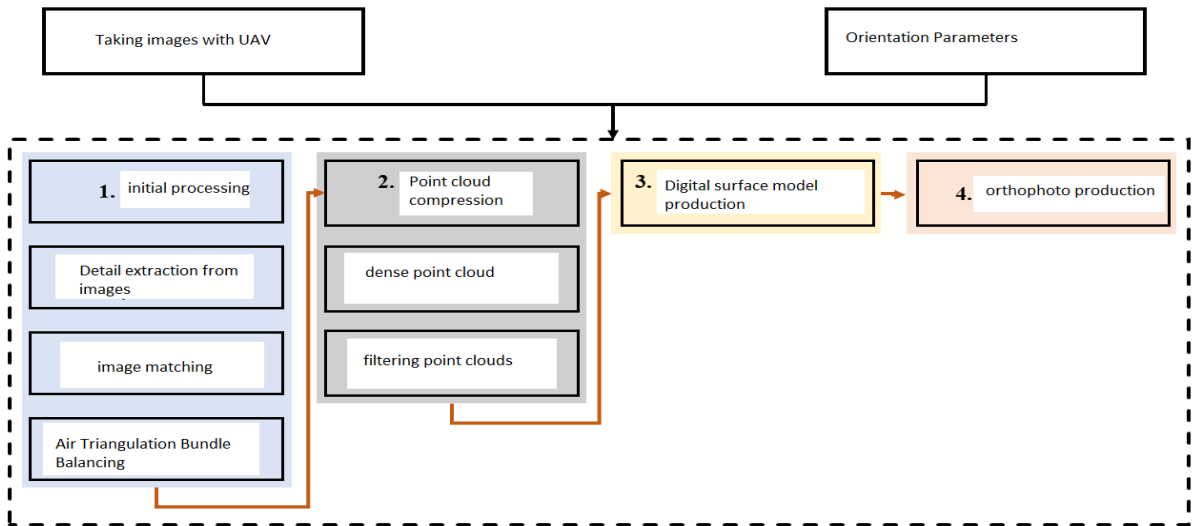 Taking images with UAV
Orientation Parameters
1. initial processing
Detail extraction from
images
image matching
Air Triangulation Bundle
Balancing
2. Point cloud
compression
dense point cloud
filtering point clouds
3. Digital surface model
production
4. orthophoto production